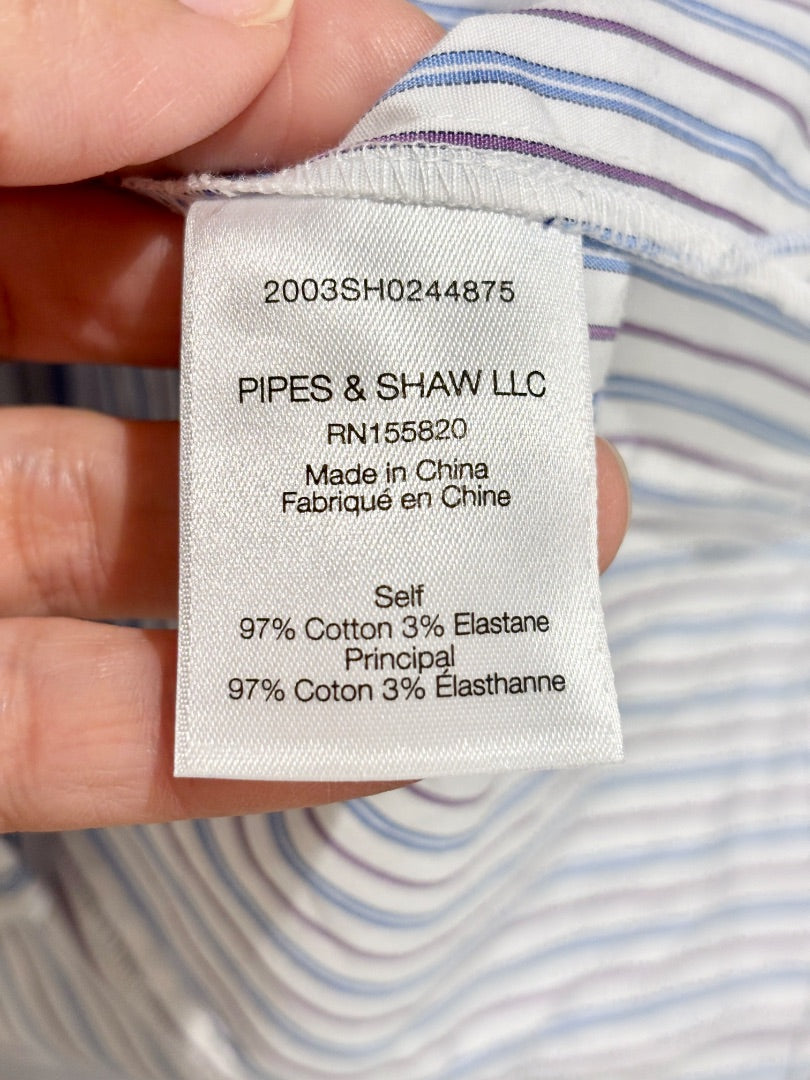 2003SH0244875
PIPES & SHAW LLC
RN155820
Made in China
Fabriqué en Chine
Self
97% Cotton 3% Elastane
Principal
97% Coton 3% Élasthanne